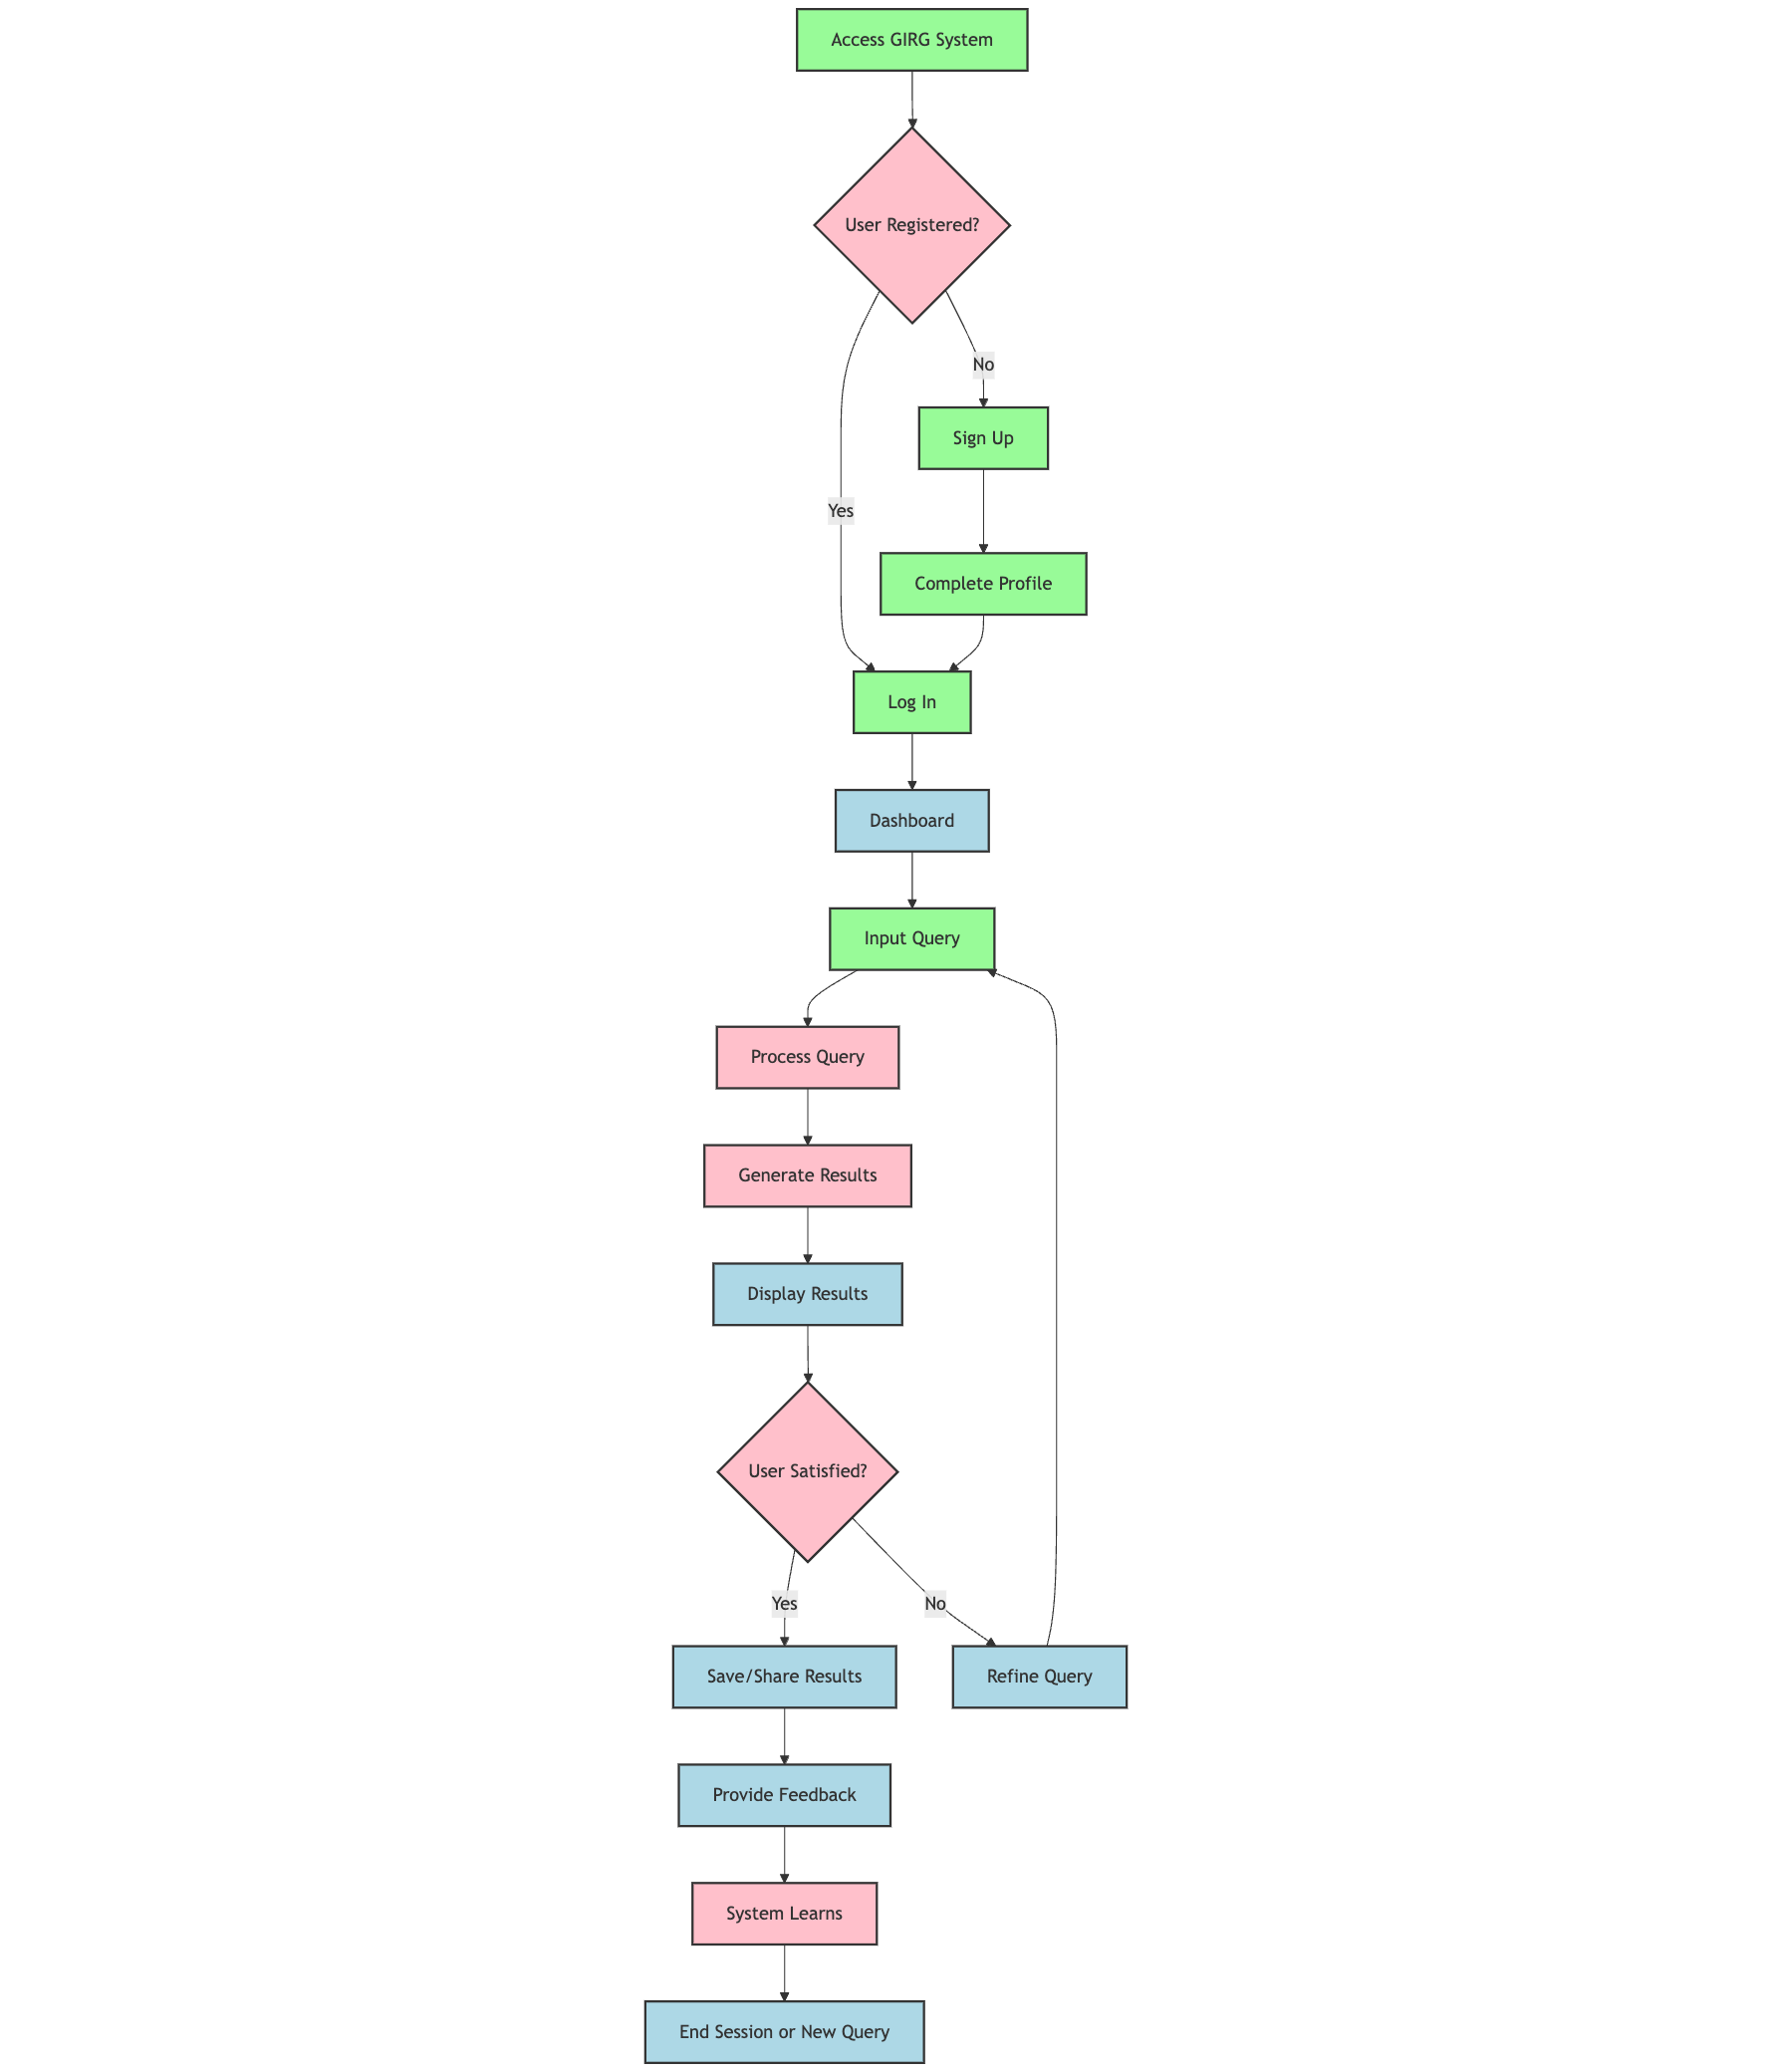 Access GIRG System
User Registered?
No
Sign Up
Yes
Complete Profile
Log In
Dashboard
Input Query
Process Query
Generate Results
Display Results
User Satisfied?
Yes
No
Save/Share Results
Refine Query
Provide Feedback
System Learns
End Session or New Query